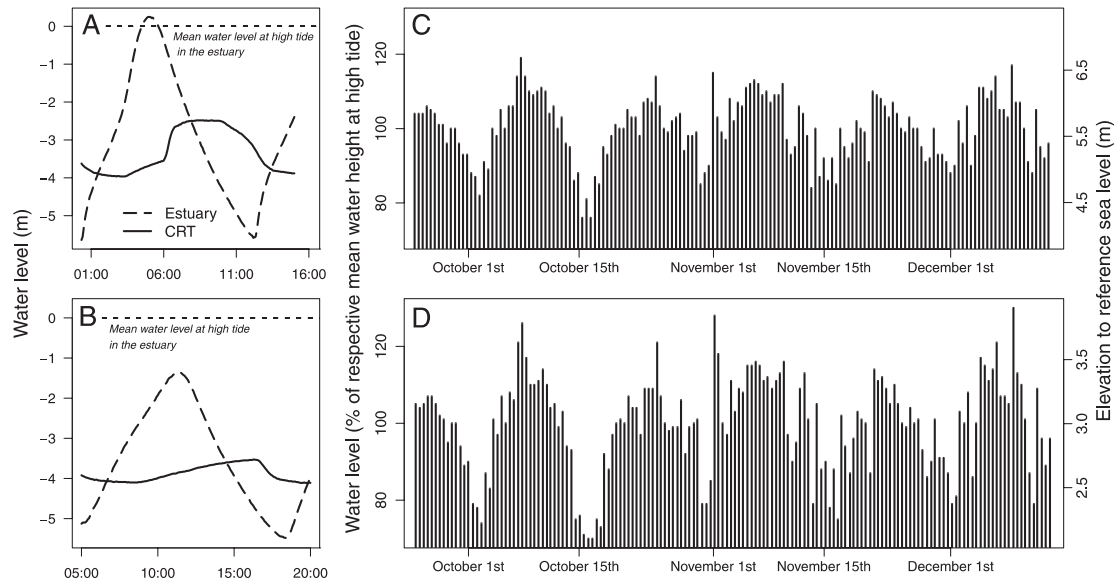 A
Mean water level at high tide
in the estuary
0
−1
−2
−3
−4
−5
Estuary
CRT
01:00 06:00 11:00 16:00
B
Mean water level at high tide
in the estuary
0
−1
−2
−3
−4
−5
05:00 10:00 15:00 20:00
Water level (m)
C
120
100
80
6.5
5.5
4.5
October 1st October 15th November 1st November 15th December 1st
D
120
100
80
3.5
3.0
2.5
October 1st October 15th November 1st November 15th December 1st
Water level (% of respective mean water height at high tide)
Elevation to reference sea level (m)